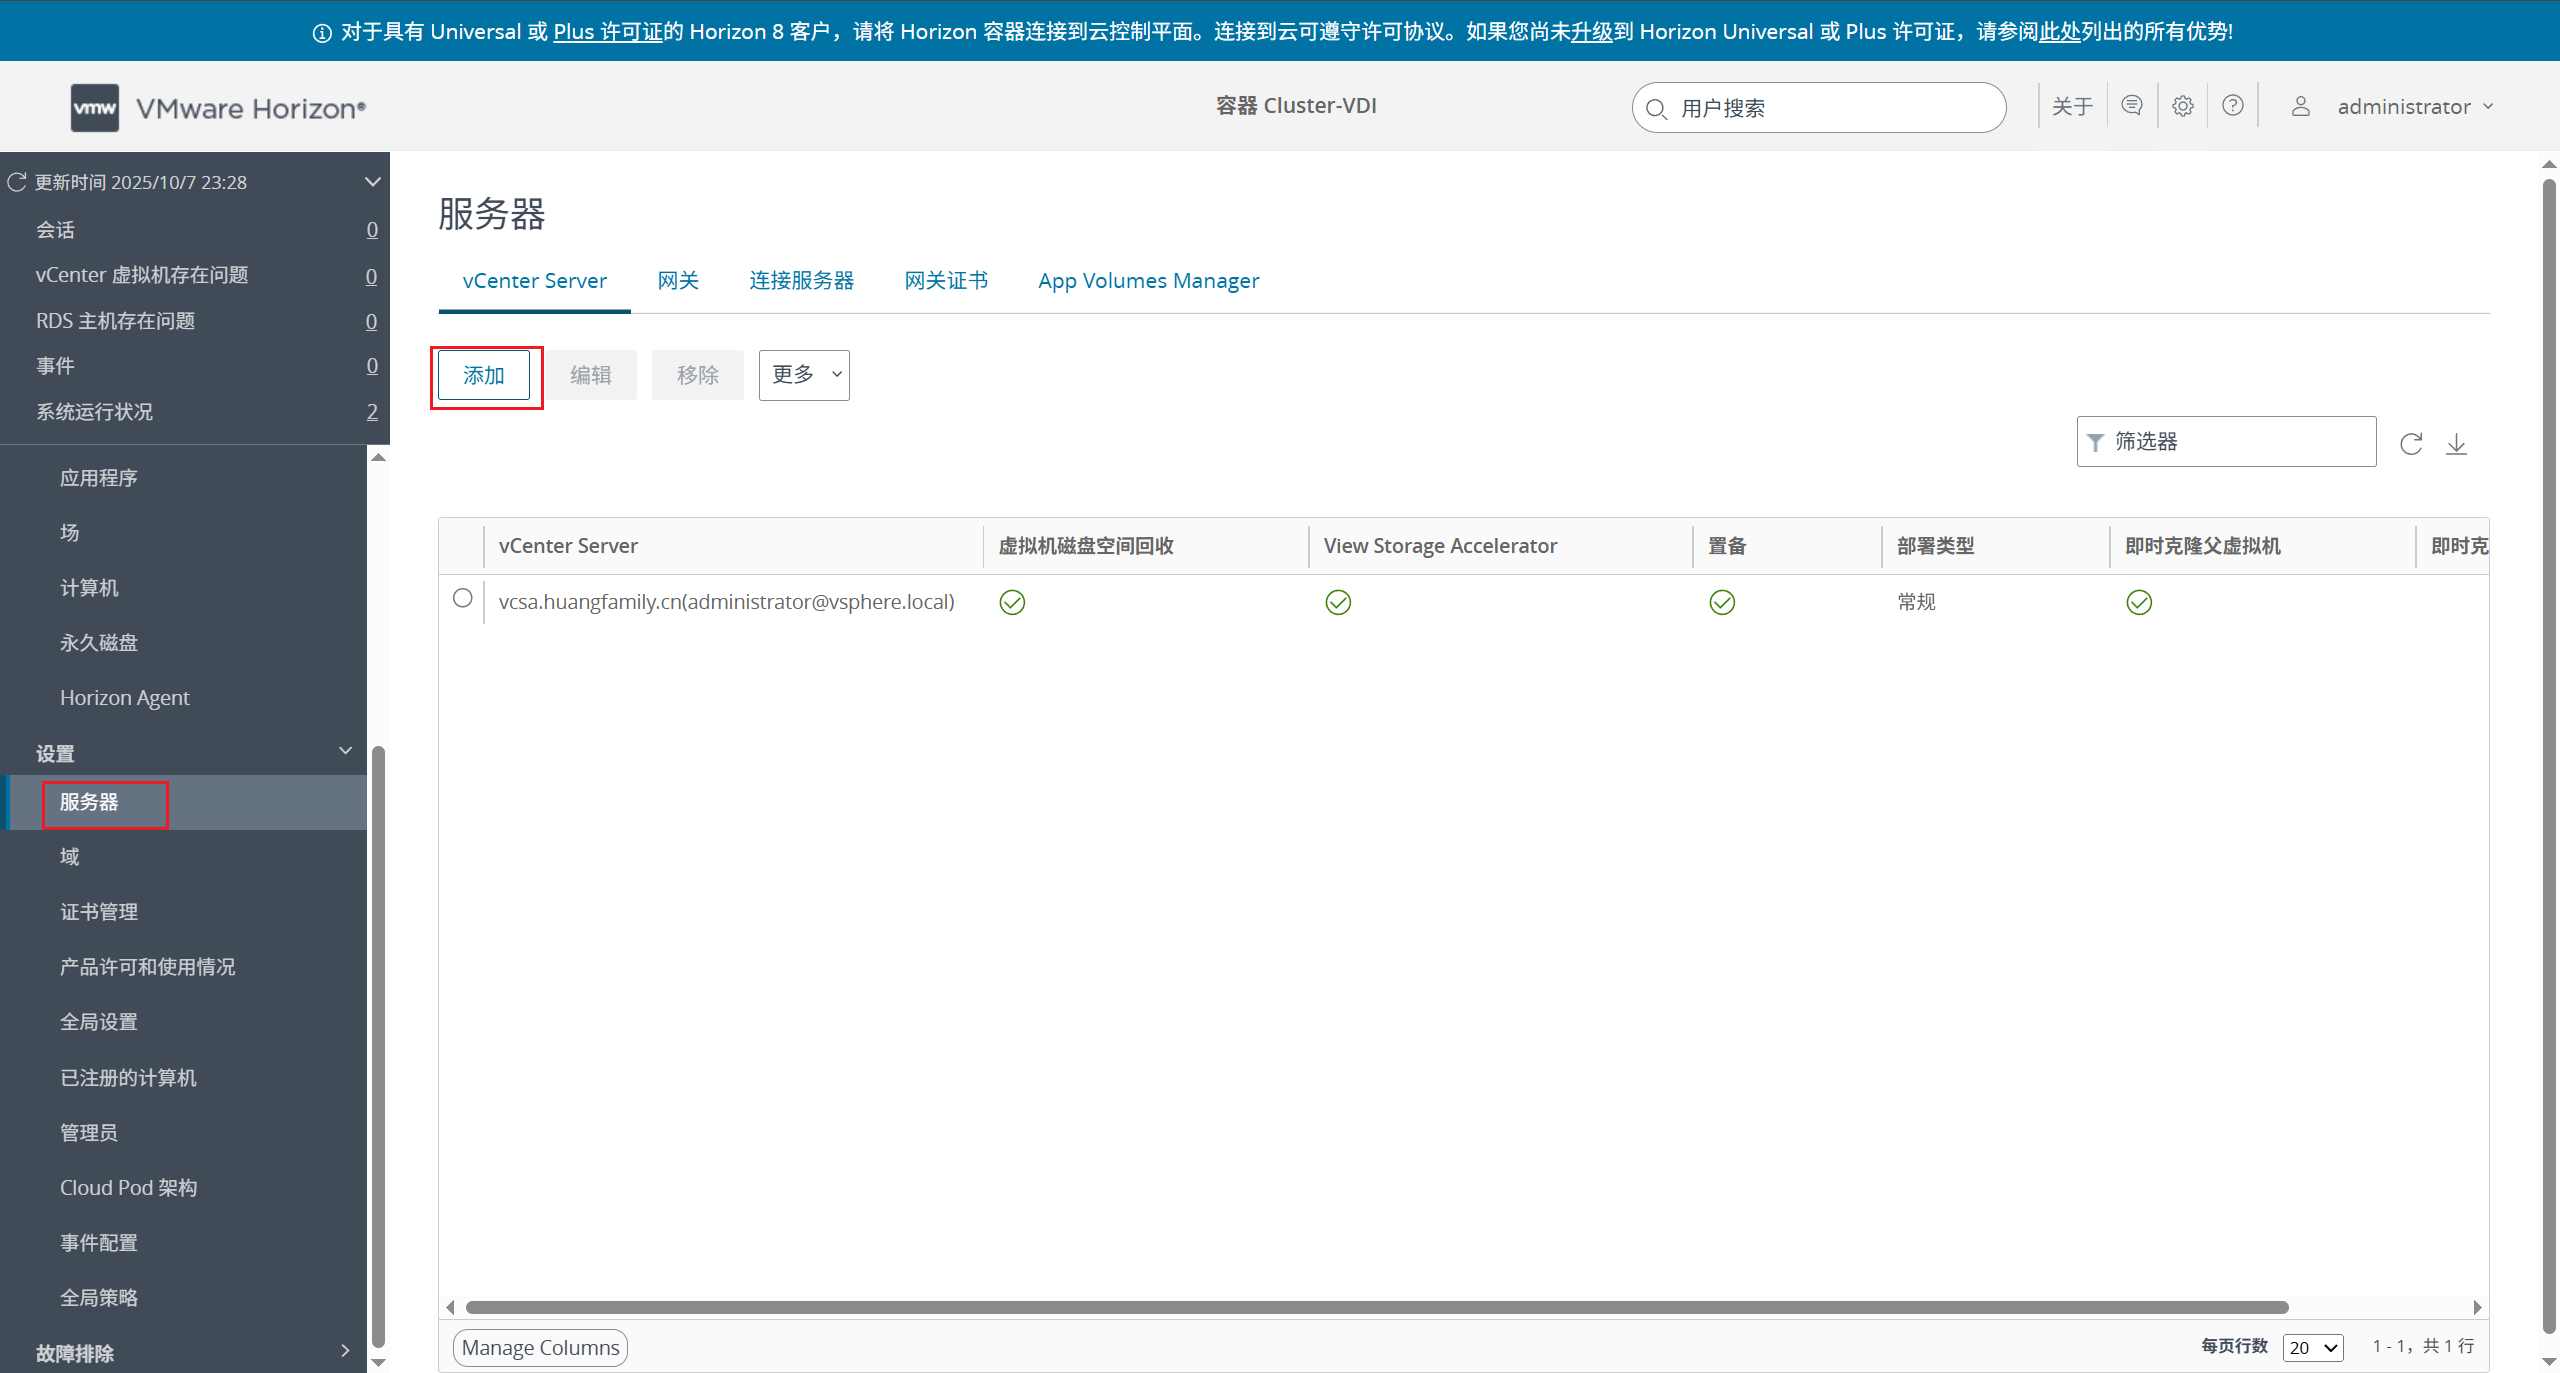 对于具有 Universal 或 Plus 许可证的 Horizon 8 客户，请将 Horizon 容器连接到云控制平面。连接到云可遵守许可协议。如果您尚未升级到 Horizon Universal 或 Plus 许可证，请参阅此处列出的所有优势!
vmw VMware Horizon®
容器 Cluster-VDI
用户搜索
关于
administrator
更新时间 2025/10/7 23:28
会话 0
vCenter 虚拟机存在问题 0
RDS 主机存在问题 0
事件 0
系统运行状况 2
应用程序
场
计算机
永久磁盘
Horizon Agent
设置
服务器
域
证书管理
产品许可和使用情况
全局设置
已注册的计算机
管理员
Cloud Pod 架构
事件配置
全局策略
故障排除
服务器
vCenter Server 网关 连接服务器 网关证书 App Volumes Manager
添加 编辑 移除 更多
筛选器
vCenter Server 虚拟机磁盘空间回收 View Storage Accelerator 置备 部署类型 即时克隆父虚拟机 即时克
vcsa.huangfamily.cn(administrator@vsphere.local) 常规
Manage Columns
每页行数 20 1 - 1，共 1 行